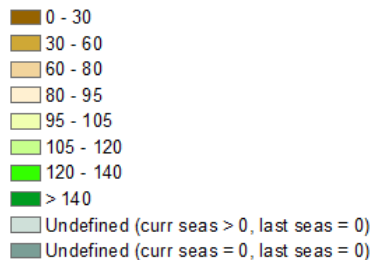 0 - 30
30 - 60
60 - 80
80 - 95
95 - 105
105 - 120
120 - 140
> 140
Undefined (curr seas > 0, last seas = 0)
Undefined (curr seas = 0, last seas = 0)